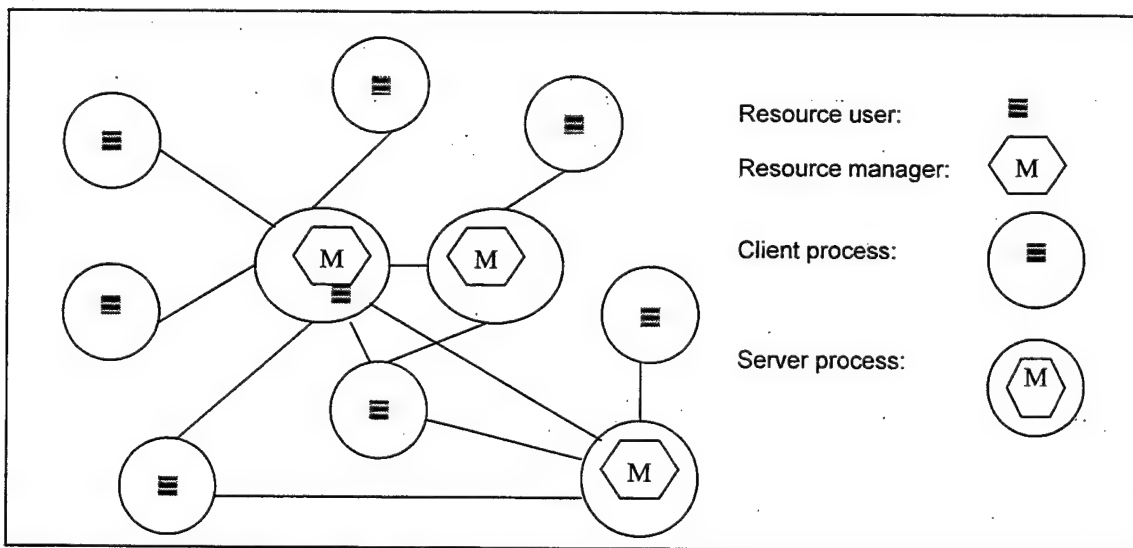 M
M
M
Resource user:
Resource manager:
M
Client process:
Server process:
M